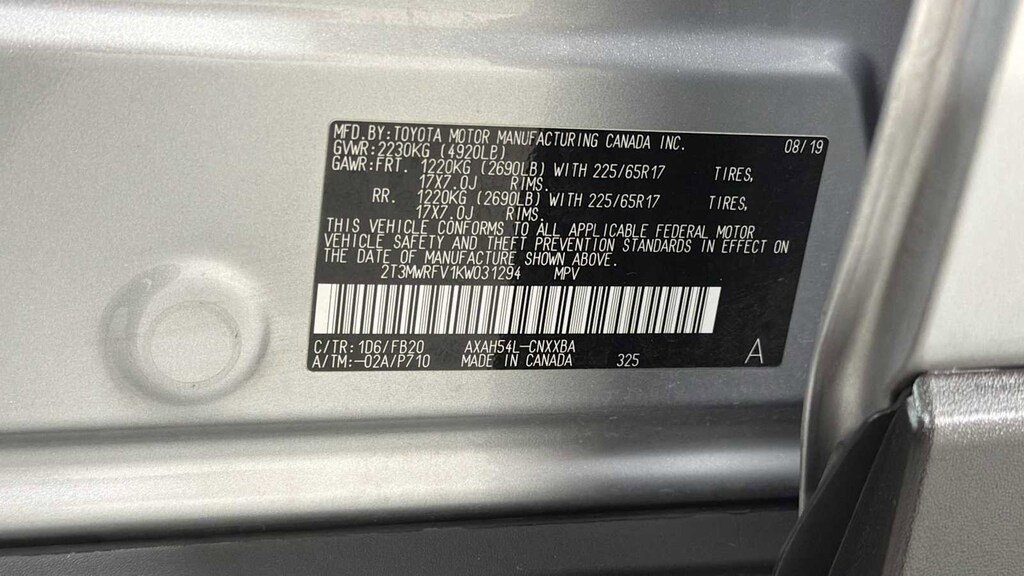 MFD.BY:TOYOTA MOTOR MANUFACTURING CANADA INC. 08/19
GVWR:2230KG (4920LB)
GAWR:FRT. 1220KG (2690LB) WITH 225/65R17 TIRES,
17X7.0J RIMS.
RR. 1220KG (2690LB) WITH 225/65R17 TIRES,
17X7.0J RIMS.
THIS VEHICLE CONFORMS TO ALL APPLICABLE FEDERAL MOTOR
VEHICLE SAFETY AND THEFT PREVENTION STANDARDS IN EFFECT ON
THE DATE OF MANUFACTURE SHOWN ABOVE.
2T3MWRFV1KW031294 MPV
C/TR: 1D6/FB20 AXAH54L-CNXXBA
A/TM:-02A/P710 MADE IN CANADA 325 A